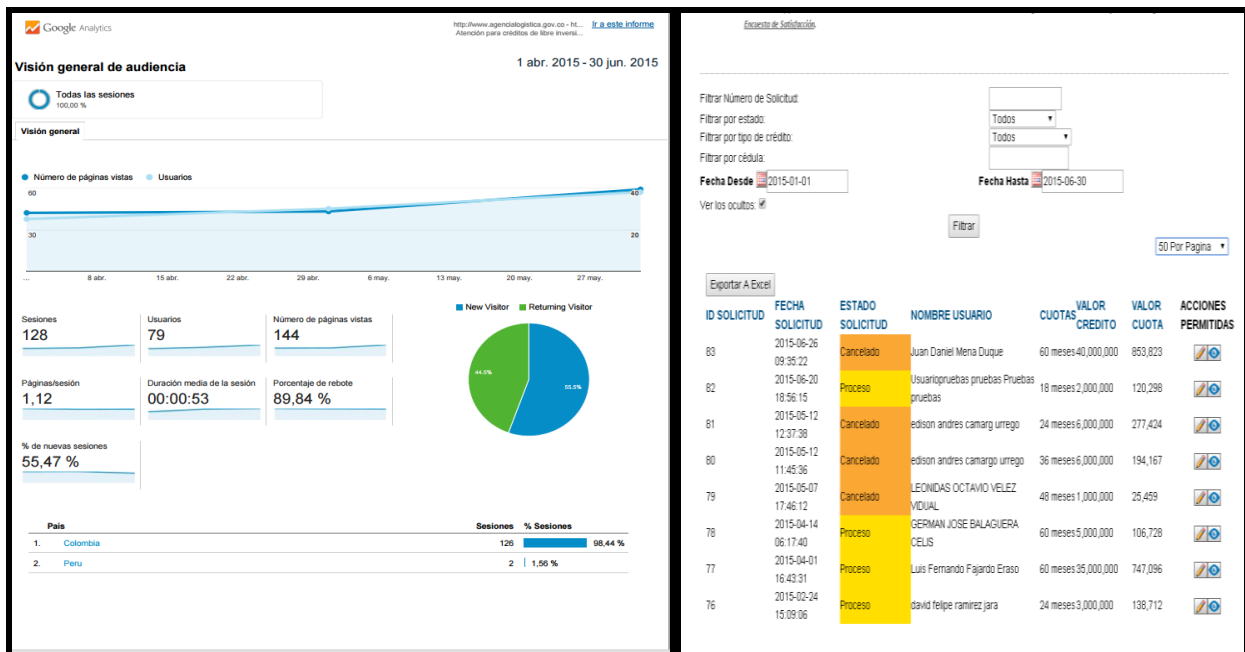 Google Analytics
http://www.agencialogistica.gov.co - ht...
Atención para créditos de libre inversi...
Ir a este informe
Visión general de audiencia
1 abr. 2015 - 30 jun. 2015
Todas las sesiones
100,00 %
Visión general
Número de páginas vistas Usuarios
60 40
30 20
... 8 abr. 15 abr. 22 abr. 29 abr. 6 may. 13 may. 20 may. 27 may.
New Visitor Returning Visitor
Sesiones
128
Usuarios
79
Número de páginas vistas
144
44.5%
55.5%
Páginas/sesión
1,12
Duración media de la sesión
00:00:53
Porcentaje de rebote
89,84 %
% de nuevas sesiones
55,47 %
País Sesiones % Sesiones
1. Colombia 126 98,44 %
2. Peru 2 1,56 %
Encuesta de Satisfacción.
Filtrar Número de Solicitud:
Filtrar por estado: Todos
Filtrar por tipo de crédito: Todos
Filtrar por cédula:
Fecha Desde 2015-01-01 Fecha Hasta 2015-06-30
Ver los ocultos:
Filtrar
50 Por Pagina
Exportar A Excel
ID SOLICITUD FECHA SOLICITUD ESTADO SOLICITUD NOMBRE USUARIO CUOTAS VALOR CREDITO VALOR CUOTA ACCIONES PERMITIDAS
83 2015-06-26 09:35:22 Cancelado Juan Daniel Mena Duque 60 meses 40,000,000 853,823
82 2015-06-20 18:56:15 Proceso Usuariopruebas pruebas Pruebas pruebas 18 meses 2,000,000 120,298
81 2015-05-12 12:37:38 Cancelado edison andres camarg urrego 24 meses 6,000,000 277,424
80 2015-05-12 11:45:36 Cancelado edison andres camargo urrego 36 meses 6,000,000 194,167
79 2015-05-07 17:46:12 Cancelado LEONIDAS OCTAVIO VELEZ VIDUAL 48 meses 1,000,000 25,459
78 2015-04-14 06:17:40 Proceso GERMAN JOSE BALAGUERA CELIS 60 meses 5,000,000 106,728
77 2015-04-01 16:43:31 Proceso Luis Fernando Fajardo Eraso 60 meses 35,000,000 747,096
76 2015-02-24 15:09:06 Proceso david felipe ramirez jara 24 meses 3,000,000 138,712